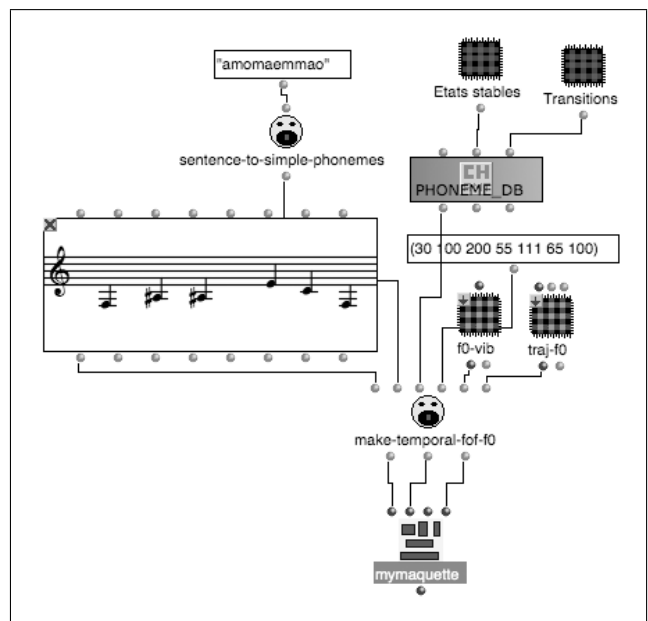 "amomaemmao"
Etats stables
Transitions
sentence-to-simple-phonemes
CH
PHONEME_DB
(30 100 200 55 111 65 100)
f0-vib
traj-f0
make-temporal-fof-f0
mymaquette